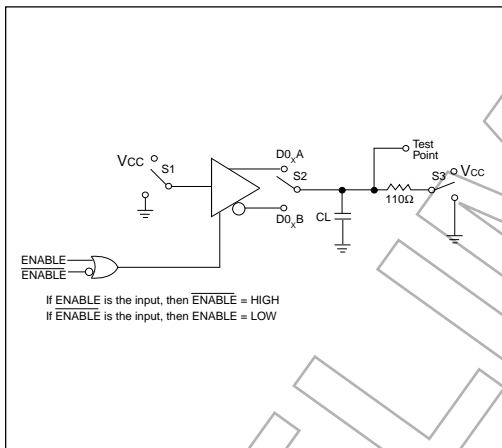 VCC
S1
D0xA
S2
D0xB
CL
Test
Point
110Ω
S3
VCC
ENABLE
ENABLE
If ENABLE is the input, then ENABLE = HIGH
If ENABLE is the input, then ENABLE = LOW